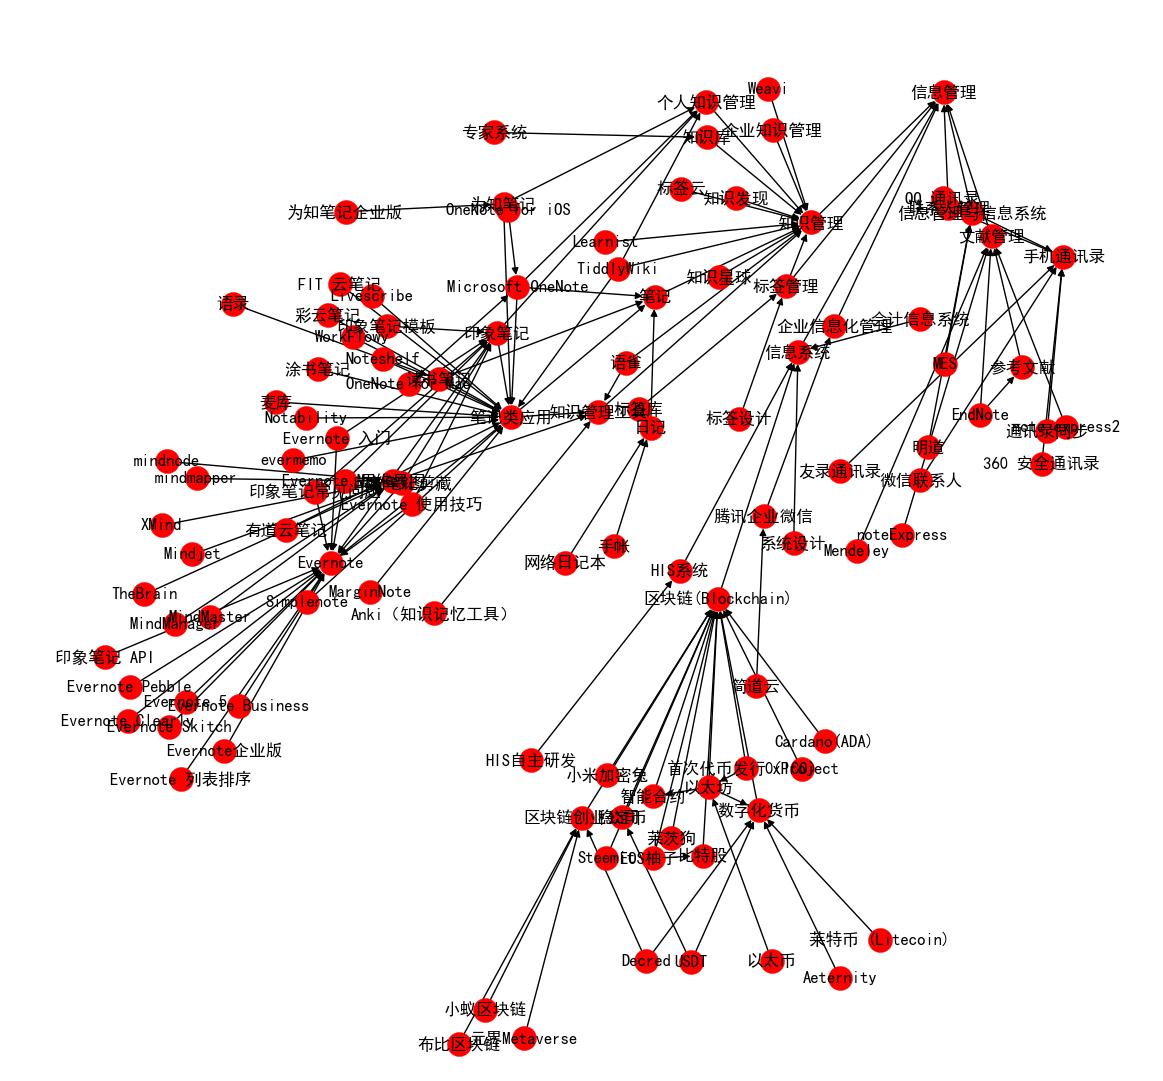 Weavi
信息管理
个人知识管理
企业知识管理
专家系统
知识库
标签云
知识发现
QQ 通讯录
为知笔记
OneNote for iOS
为知笔记企业版
信息管理与信息系统
知识管理
文献管理
Learnist
手机通讯录
TiddlyWiki
知识星球
FIT 云笔记
Microsoft OneNote
标签管理
笔记
Livescribe
语录
彩云笔记
印象笔记模板
会计信息系统
企业信息化管理
WorkFlowy
印象笔记
信息系统
Noteshelf
语雀
MES
参考文献
涂书笔记
OneNote for Mac
麦库
Notability
笔记类应用
知识管理工具
标签库
标签设计
EndNote
日记
noteExpress2
通讯录同步
Evernote 入门
明道
evermemo
mindnode
360 安全通讯录
友录通讯录
mindmapper
微信联系人
印象笔记常见问题
Evernote 使用技巧
腾讯企业微信
XMind
有道云笔记
系统设计
noteExpress
手帐
Mindjet
Mendeley
Evernote
网络日记本
HIS系统
MarginNote
TheBrain
区块链(Blockchain)
Simplenote
Anki（知识记忆工具）
MindMaster
MindManager
印象笔记 API
Evernote Pebble
简道云
Evernote 5
Evernote Business
Evernote Clearly
Evernote Skitch
Cardano(ADA)
Evernote企业版
HIS自主研发
首次代币发行（ICO）
0xProject
小米加密兔
Evernote 列表排序
以太坊
智能合约
数字化货币
区块链创业公司
稳定币
莱茨狗
Steemit
EOS柚子
比特股
莱特币 (Litecoin)
Decred
USDT
以太币
Aeternity
小蚁区块链
元界Metaverse
布比区块链